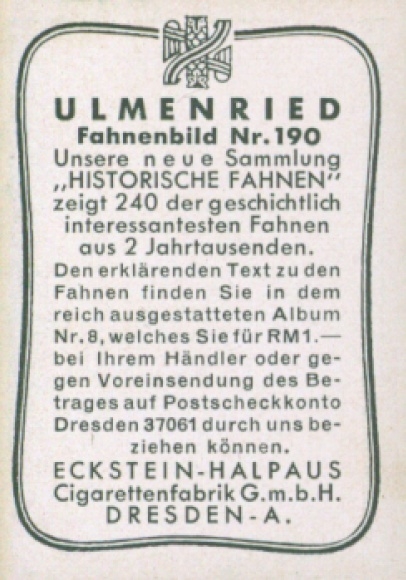 ULMENRIED
Fahnenbild Nr. 190
Unsere neue Sammlung
„HISTORISCHE FAHNEN“
zeigt 240 der geschichtlich
interessantesten Fahnen
aus 2 Jahrtausenden.
Den erklärenden Text zu den
Fahnen finden Sie in dem
reich ausgestatteten Album
Nr. 8, welches Sie für RM1.—
bei Ihrem Händler oder ge-
gen Voreinsendung des Be-
trages auf Postscheckkonto
Dresden 37061 durch uns be-
ziehen können.
ECKSTEIN-HALPAUS
Cigarettenfabrik G.m.b.H.
DRESDEN-A.